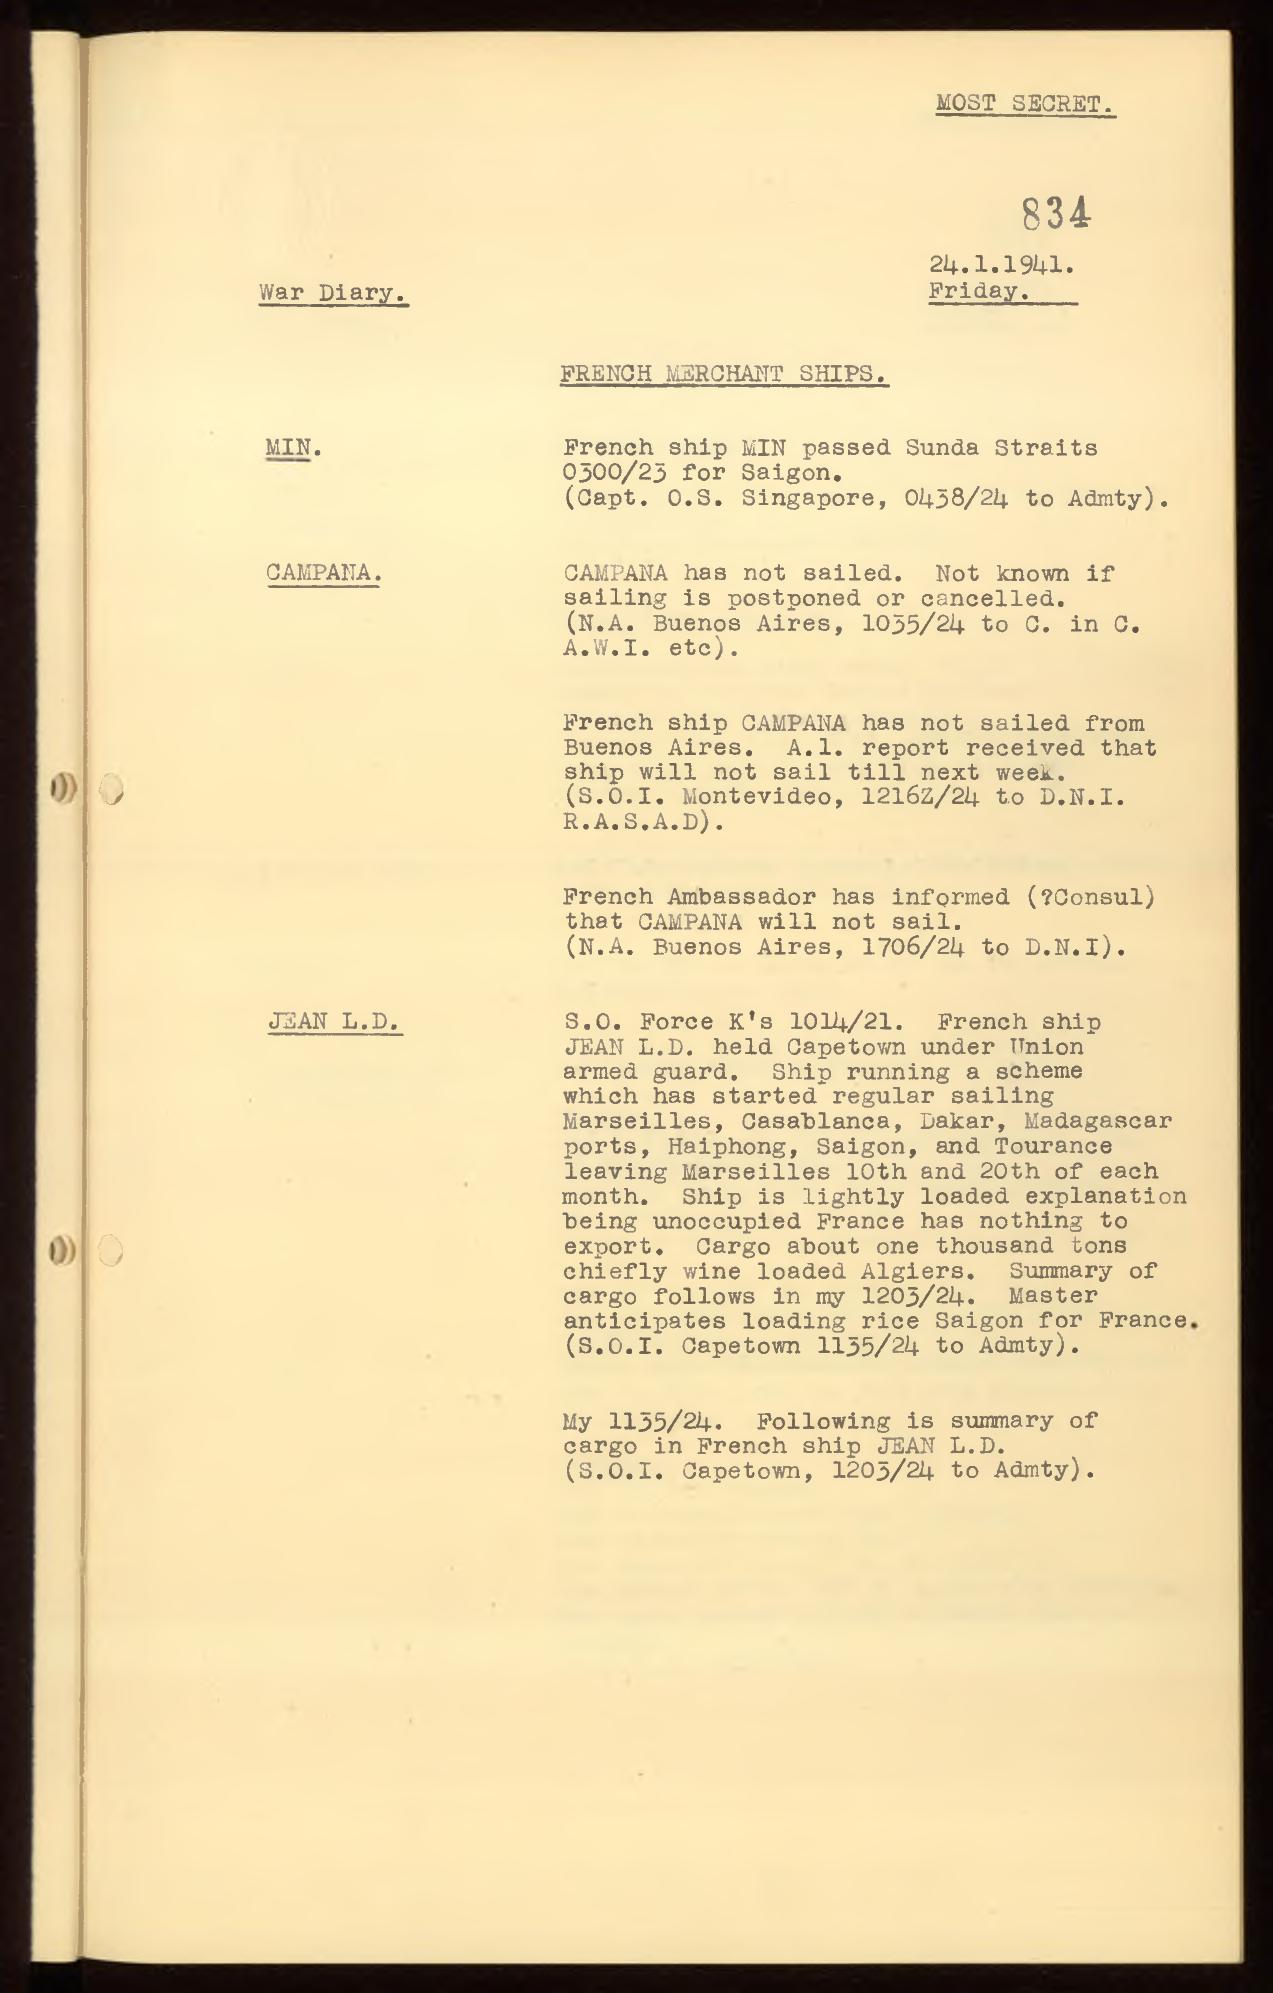 MOST SECRET.
834
24.1.1941.
War Diary.
Friday.
FRENCH MERCHANT SHIPS.
MIN.
French ship MIN passed Sunda Straits
0300/23 for Saigon.
(Capt. O.S. Singapore, 0438/24 to Admty).
CAMPANA.
CAMPANA has not sailed. Not known if
sailing is postponed or cancelled.
(N.A. Buenos Aires, 1035/24 to C. in C.
A.W.I. etc).
French ship CAMPANA has not sailed from
Buenos Aires. A.1. report received that
ship will not sail till next week.
(S.O.I. Montevideo, 1216Z/24 to D.N.I.
R.A.S.A.D).
French Ambassador has informed (?Consul)
that CAMPANA will not sail.
(N.A. Buenos Aires, 1706/24 to D.N.I).
JEAN L.D.
S.O. Force K's 1014/21. French ship
JEAN L.D. held Capetown under Union
armed guard. Ship running a scheme
which has started regular sailing
Marseilles, Casablanca, Dakar, Madagascar
ports, Haiphong, Saigon, and Tourance
leaving Marseilles 10th and 20th of each
month. Ship is lightly loaded explanation
being unoccupied France has nothing to
export. Cargo about one thousand tons
chiefly wine loaded Algiers. Summary of
cargo follows in my 1203/24. Master
anticipates loading rice Saigon for France.
(S.O.I. Capetown 1135/24 to Admty).
My 1135/24. Following is summary of
cargo in French ship JEAN L.D.
(S.O.I. Capetown, 1203/24 to Admty).